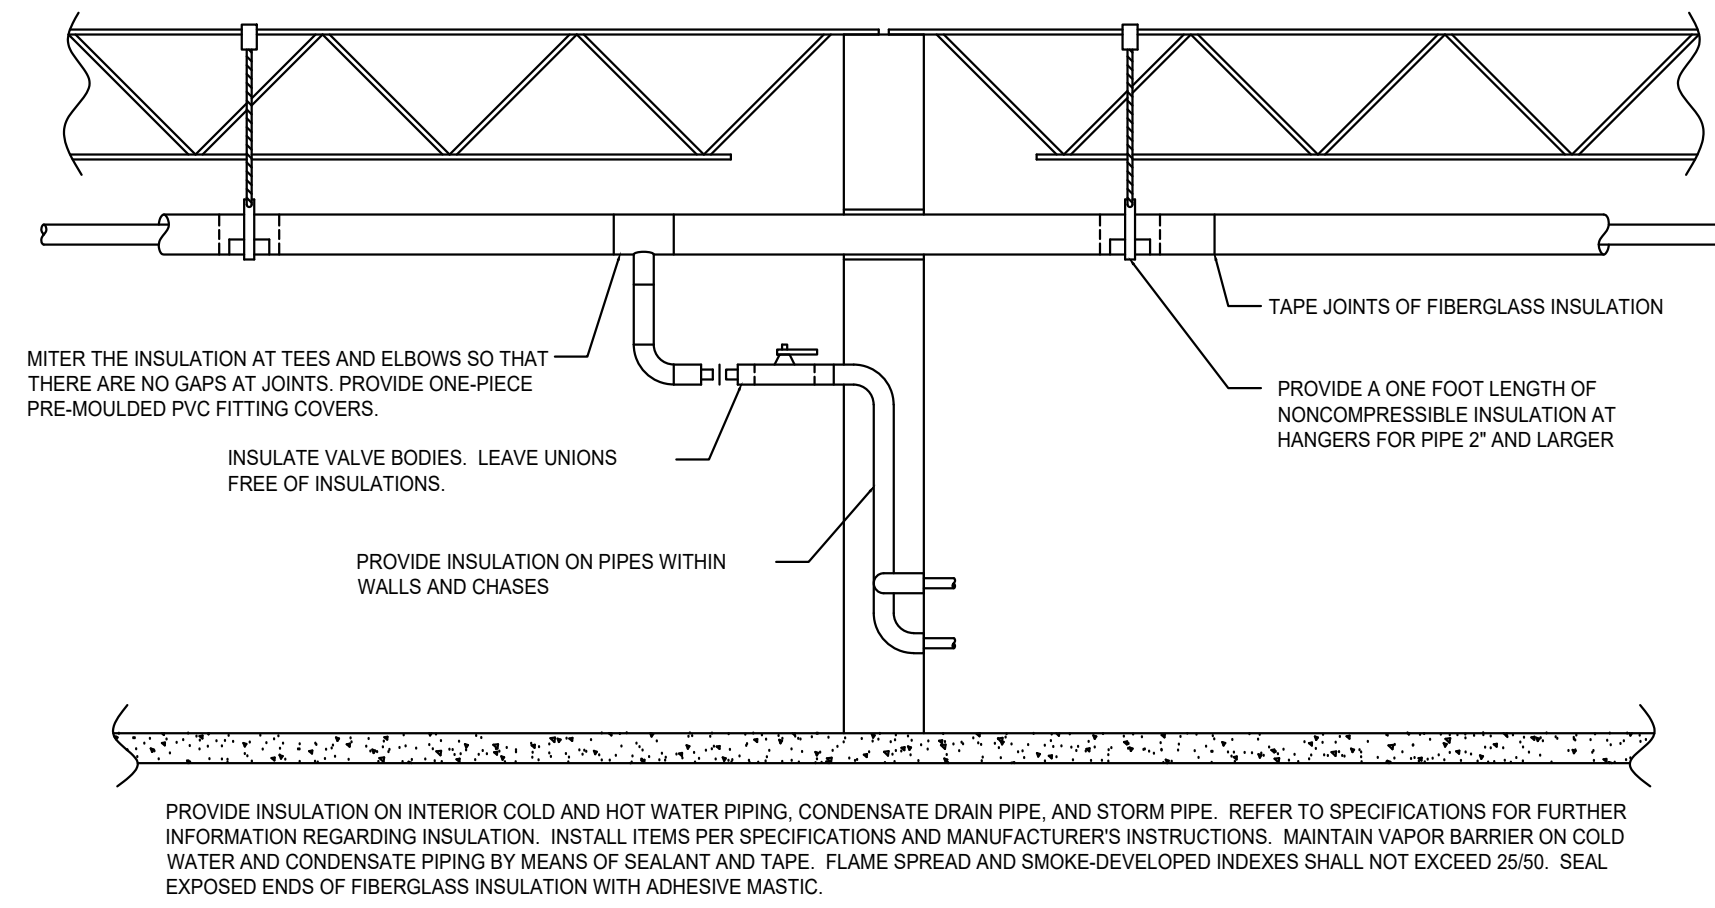 TAPE JOINTS OF FIBERGLASS INSULATION
MITER THE INSULATION AT TEES AND ELBOWS SO THAT
THERE ARE NO GAPS AT JOINTS. PROVIDE ONE-PIECE
PRE-MOULDED PVC FITTING COVERS.
PROVIDE A ONE FOOT LENGTH OF
NONCOMPRESSIBLE INSULATION AT
HANGERS FOR PIPE 2" AND LARGER
INSULATE VALVE BODIES. LEAVE UNIONS
FREE OF INSULATIONS.
PROVIDE INSULATION ON PIPES WITHIN
WALLS AND CHASES
PROVIDE INSULATION ON INTERIOR COLD AND HOT WATER PIPING, CONDENSATE DRAIN PIPE, AND STORM PIPE. REFER TO SPECIFICATIONS FOR FURTHER
INFORMATION REGARDING INSULATION. INSTALL ITEMS PER SPECIFICATIONS AND MANUFACTURER'S INSTRUCTIONS. MAINTAIN VAPOR BARRIER ON COLD
WATER AND CONDENSATE PIPING BY MEANS OF SEALANT AND TAPE. FLAME SPREAD AND SMOKE-DEVELOPED INDEXES SHALL NOT EXCEED 25/50. SEAL
EXPOSED ENDS OF FIBERGLASS INSULATION WITH ADHESIVE MASTIC.